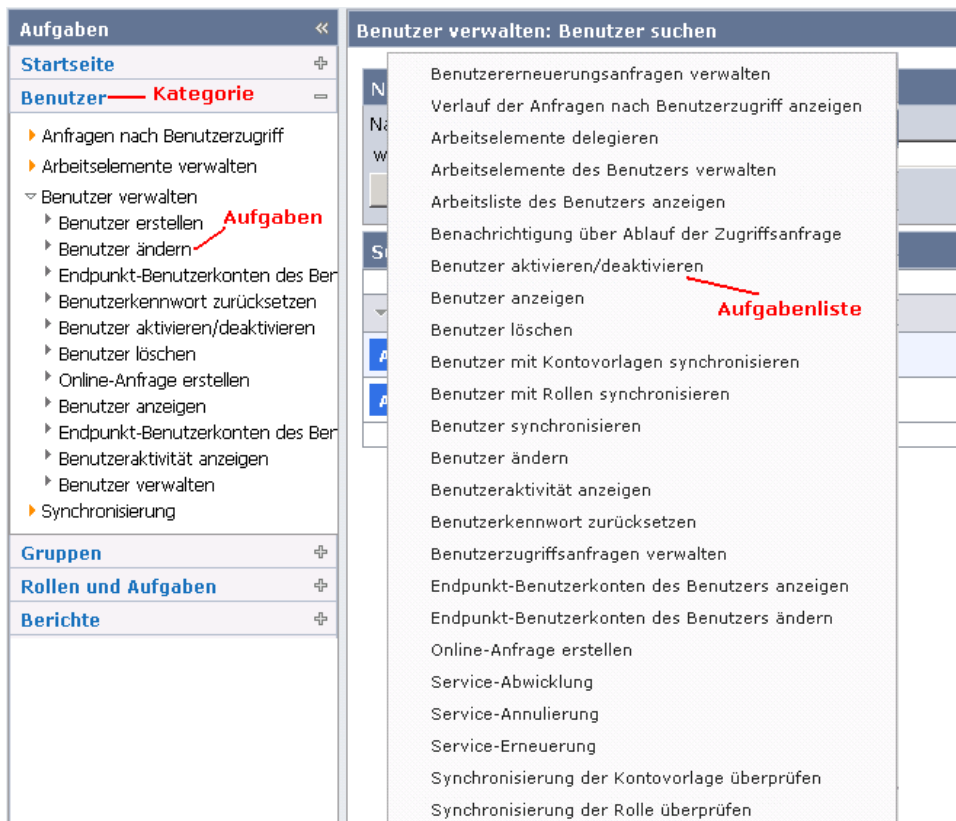 Aufgaben «
Startseite
Benutzer Kategorie
Anfragen nach Benutzerzugriff
Arbeitselemente verwalten
Benutzer verwalten
Benutzer erstellen
Aufgaben
Benutzer ändern
Endpunkt-Benutzerkonten des Ber
Benutzerkennwort zurücksetzen
Benutzer aktivieren/deaktivieren
Benutzer löschen
Online-Anfrage erstellen
Benutzer anzeigen
Endpunkt-Benutzerkonten des Ber
Benutzeraktivität anzeigen
Benutzer verwalten
Synchronisierung
Gruppen
Rollen und Aufgaben
Berichte
Benutzer verwalten: Benutzer suchen
Benutzererneuerungsanfragen verwalten
Verlauf der Anfragen nach Benutzerzugriff anzeigen
Arbeitselemente delegieren
Arbeitselemente des Benutzers verwalten
Arbeitsliste des Benutzers anzeigen
Benachrichtigung über Ablauf der Zugriffsanfrage
Benutzer aktivieren/deaktivieren
Benutzer anzeigen
Aufgabenliste
Benutzer löschen
Benutzer mit Kontovorlagen synchronisieren
Benutzer mit Rollen synchronisieren
Benutzer synchronisieren
Benutzer ändern
Benutzeraktivität anzeigen
Benutzerkennwort zurücksetzen
Benutzerzugriffsanfragen verwalten
Endpunkt-Benutzerkonten des Benutzers anzeigen
Endpunkt-Benutzerkonten des Benutzers ändern
Online-Anfrage erstellen
Service-Abwicklung
Service-Annulierung
Service-Erneuerung
Synchronisierung der Kontovorlage überprüfen
Synchronisierung der Rolle überprüfen